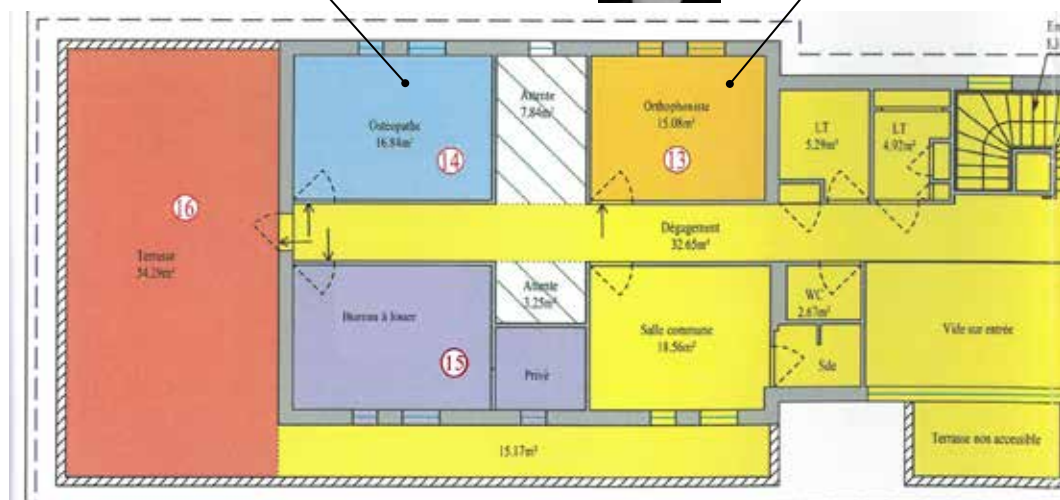 Attente
7.84m²
Ostéopathe
16.84m²
14
Orthophoniste
15.08m²
13
LT
5.29m²
LT
4.92m²
16
Terrasse
54.29m²
Dégagement
32.65m²
Bureau à louer
15
Attente
3.25m²
Privé
Salle commune
18.56m²
WC
2.67m²
Sde
Vide sur entrée
15.17m²
Terrasse non accessible